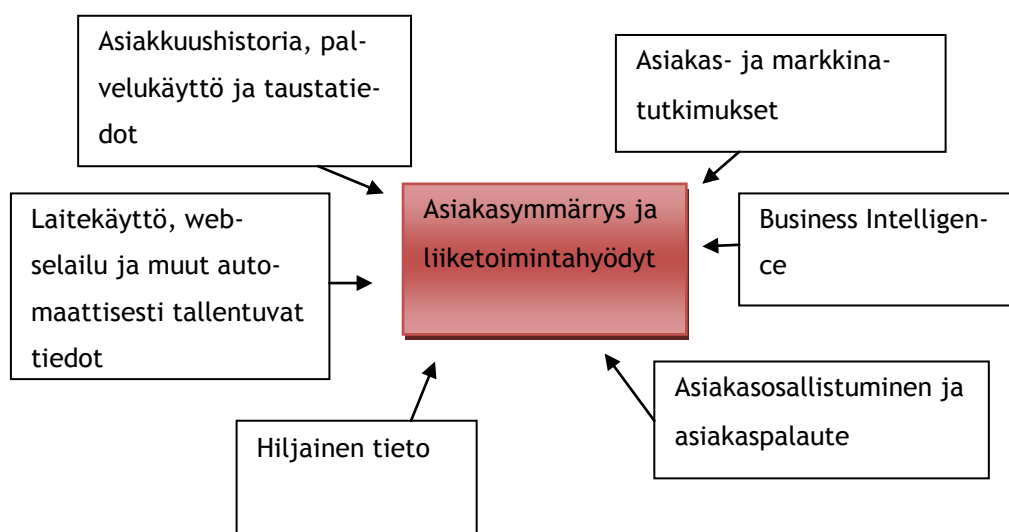 Asiakkuushistoria, pal-
velukäyttö ja taustatie-
dot
Asiakas- ja markkina-
tutkimukset
Asiakasymmärrys ja
liiketoimintahyödyt
Laitekäyttö, web-
selailu ja muut auto-
maattisesti tallentuvat
tiedot
Business Intelligen-
ce
Asiakasosallistuminen ja
asiakaspalaute
Hiljainen tieto